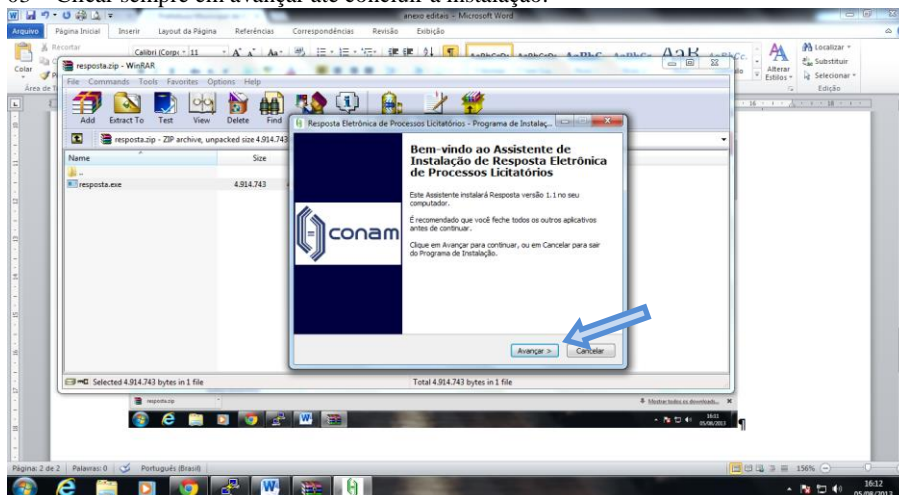 03 – Clicar sempre em avançar até concluir a instalação.
anexo editais - Microsoft Word
Arquivo Página Inicial Inserir Layout da Página Referências Correspondências Revisão Exibição
Recortar
Colar
Calibri (Corpo 11
Alterar
Estilos
Localizar
Substituir
Selecionar
Edição
resposta.zip - WinRAR
File Commands Tools Favorites Options Help
Add Extract To Test View Delete Find
resposta.zip - ZIP archive, unpacked size 4.914.743
Name Size
..
resposta.exe 4.914.743
Resposta Eletrônica de Processos Licitatórios - Programa de Instalaç...
Bem-vindo ao Assistente de
Instalação de Resposta Eletrônica
de Processos Licitatórios
Este Assistente instalará Resposta versão 1.1 no seu
computador.
É recomendado que você feche todos os outros aplicativos
antes de continuar.
Clique em Avançar para continuar, ou em Cancelar para sair
do Programa de Instalação.
conam
Avançar > Cancelar
Selected 4.914.743 bytes in 1 file Total 4.914.743 bytes in 1 file
resposta.zip Mostrar todos os downloads...
16:11
05/08/2013
Página: 2 de 2 Palavras: 0 Português (Brasil) 156%
16:12
05/08/2013